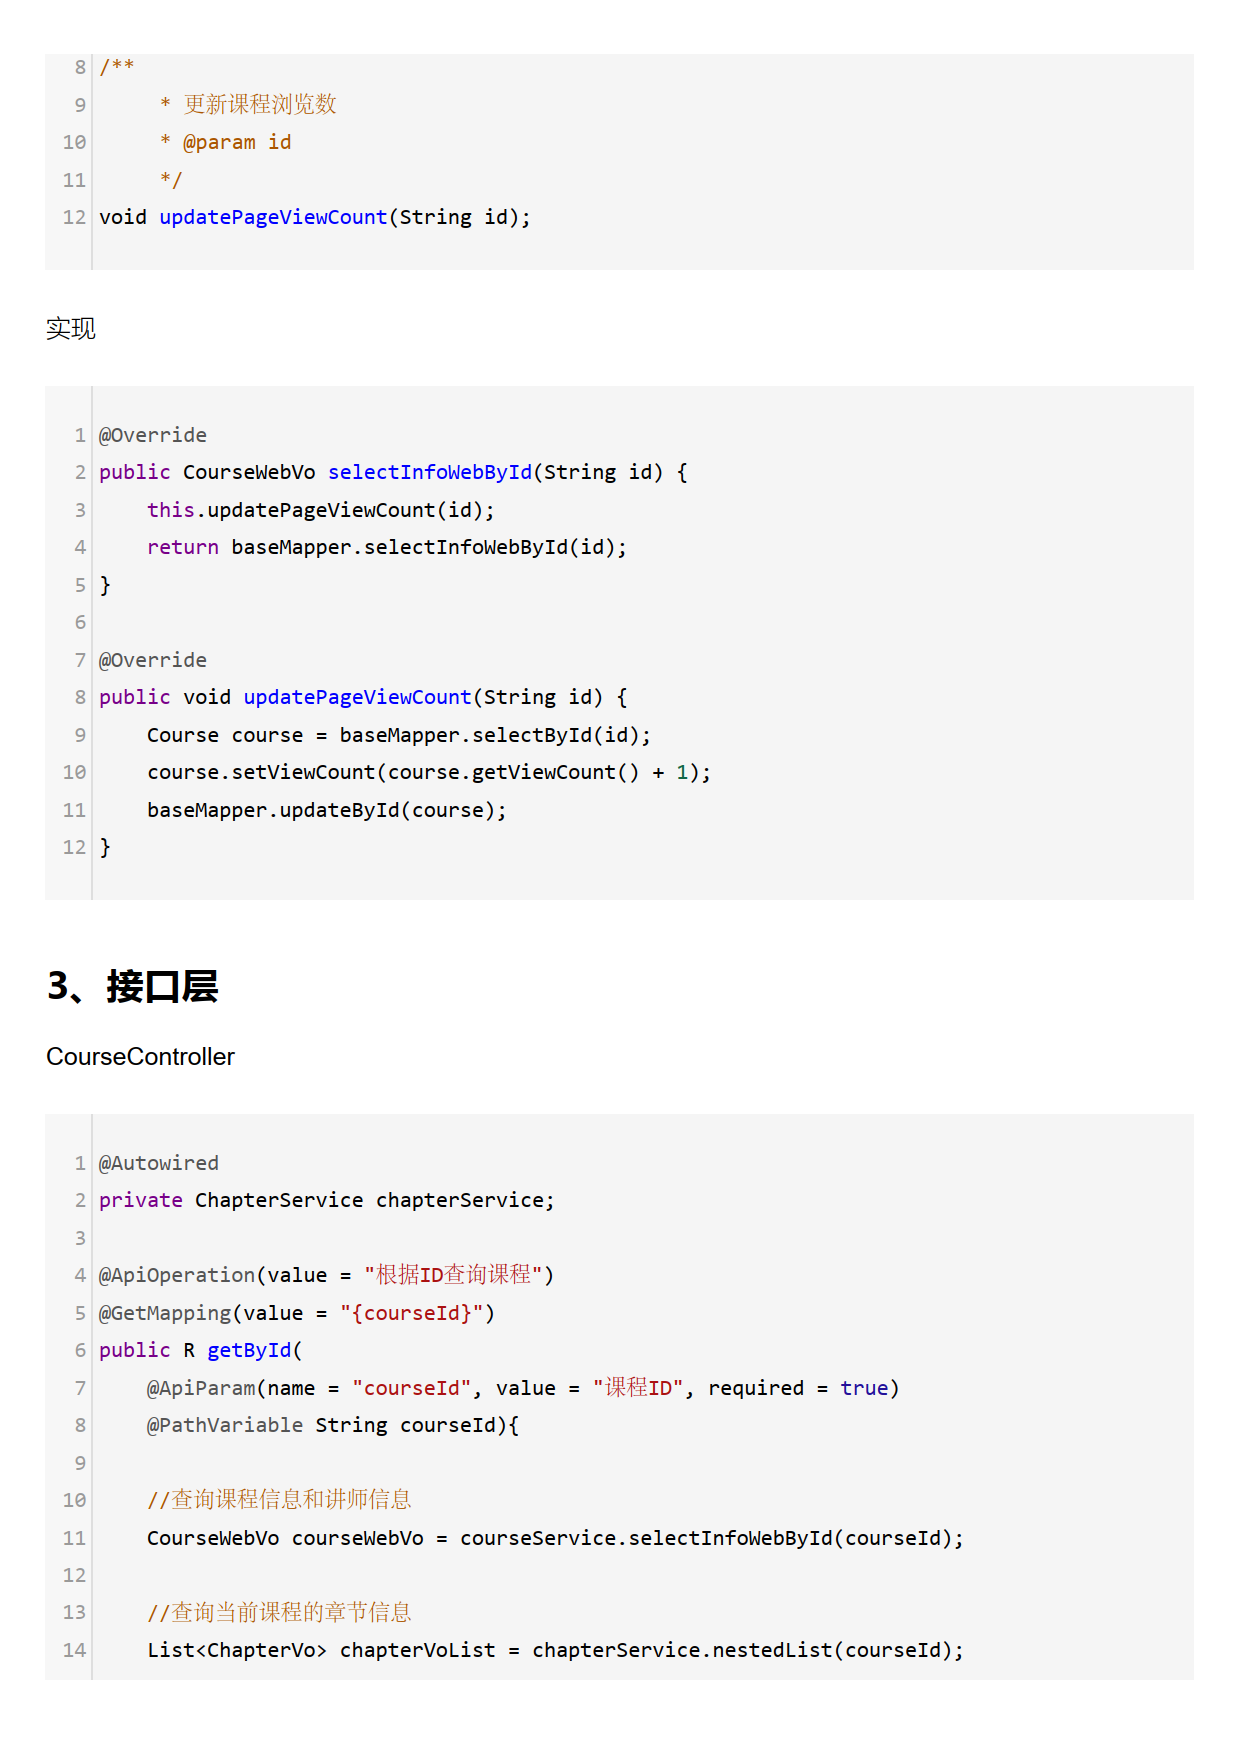 8 /**
9      * 更新课程浏览数
10      * @param id
11      */
12 void updatePageViewCount(String id);
实现
1 @Override
2 public CourseWebVo selectInfoWebById(String id) {
3     this.updatePageViewCount(id);
4     return baseMapper.selectInfoWebById(id);
5 }
6
7 @Override
8 public void updatePageViewCount(String id) {
9     Course course = baseMapper.selectById(id);
10     course.setViewCount(course.getViewCount() + 1);
11     baseMapper.updateById(course);
12 }
3、接口层
CourseController
1 @Autowired
2 private ChapterService chapterService;
3
4 @ApiOperation(value = "根据ID查询课程")
5 @GetMapping(value = "{courseId}")
6 public R getById(
7     @ApiParam(name = "courseId", value = "课程ID", required = true)
8     @PathVariable String courseId){
9
10     //查询课程信息和讲师信息
11     CourseWebVo courseWebVo = courseService.selectInfoWebById(courseId);
12
13     //查询当前课程的章节信息
14     List<ChapterVo> chapterVoList = chapterService.nestedList(courseId);